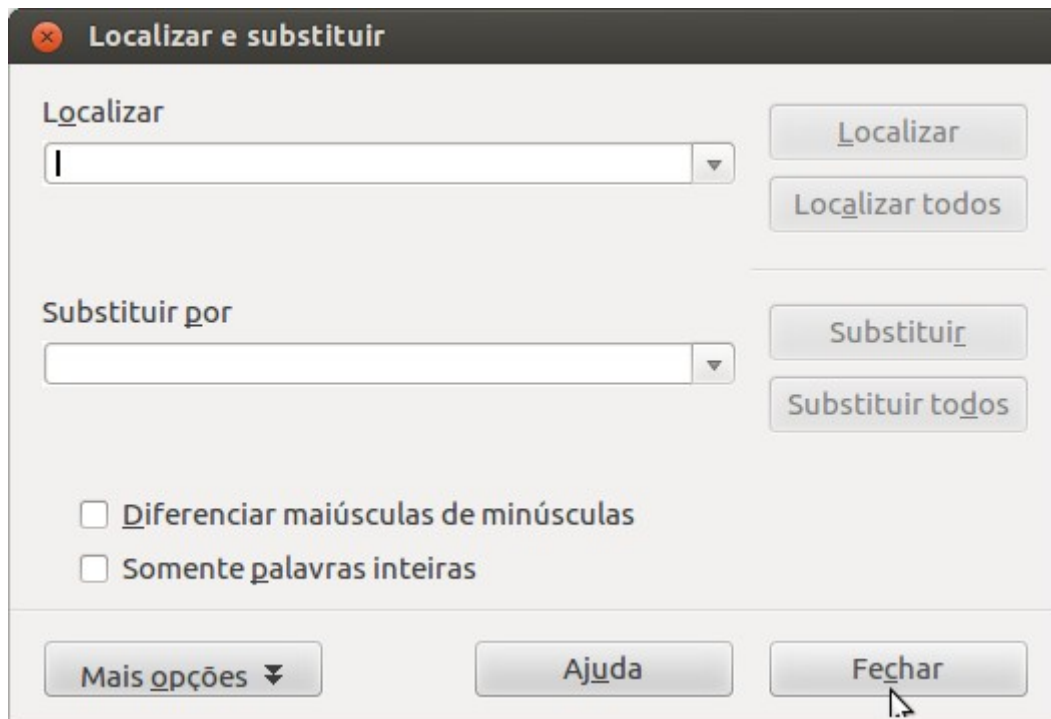 Localizar e substituir
Localizar
Localizar
Localizar todos
Substituir por
Substituir
Substituir todos
Diferenciar maiúsculas de minúsculas
Somente palavras inteiras
Mais opções
Ajuda
Fechar